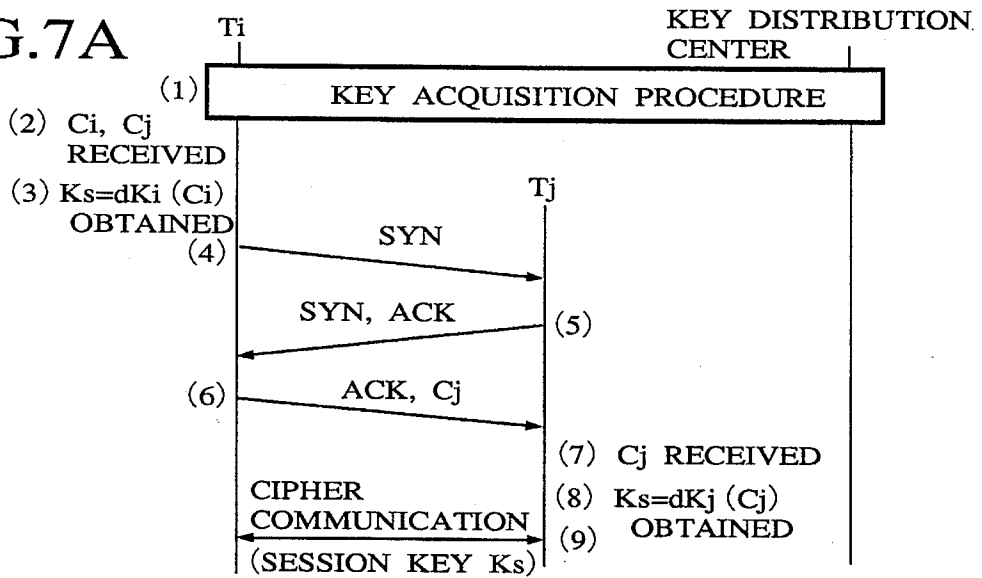 G.7A
Ti
KEY DISTRIBUTION
CENTER
(1)
KEY ACQUISITION PROCEDURE
(2) Ci, Cj
RECEIVED
(3) Ks=dKi (Ci)
OBTAINED
Tj
(4)
SYN
SYN, ACK
(5)
(6)
ACK, Cj
(7) Cj RECEIVED
(8) Ks=dKj (Cj)
OBTAINED
CIPHER
COMMUNICATION
(9)
(SESSION KEY Ks)